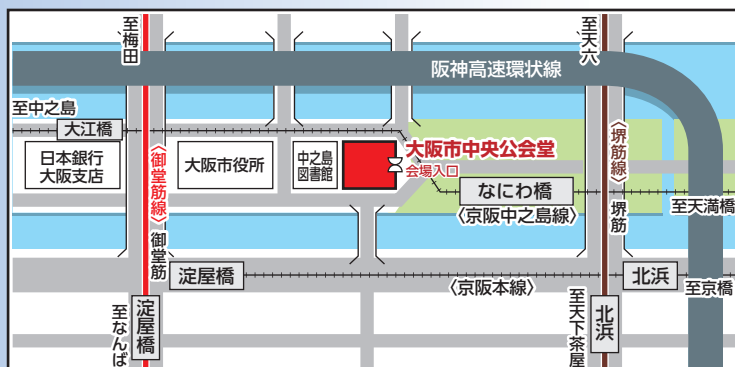 至梅田
至天六
阪神高速環状線
至中之島
大江橋
日本銀行
大阪支店
〈御堂筋線〉
御堂筋
大阪市役所
中之島
図書館
大阪市中央公会堂
会場入口
なにわ橋
〈京阪中之島線〉
〈堺筋線〉
堺筋
至天満橋
淀屋橋
〈京阪本線〉
北浜
至京橋
至なんば
淀屋橋
至天下茶屋
北浜